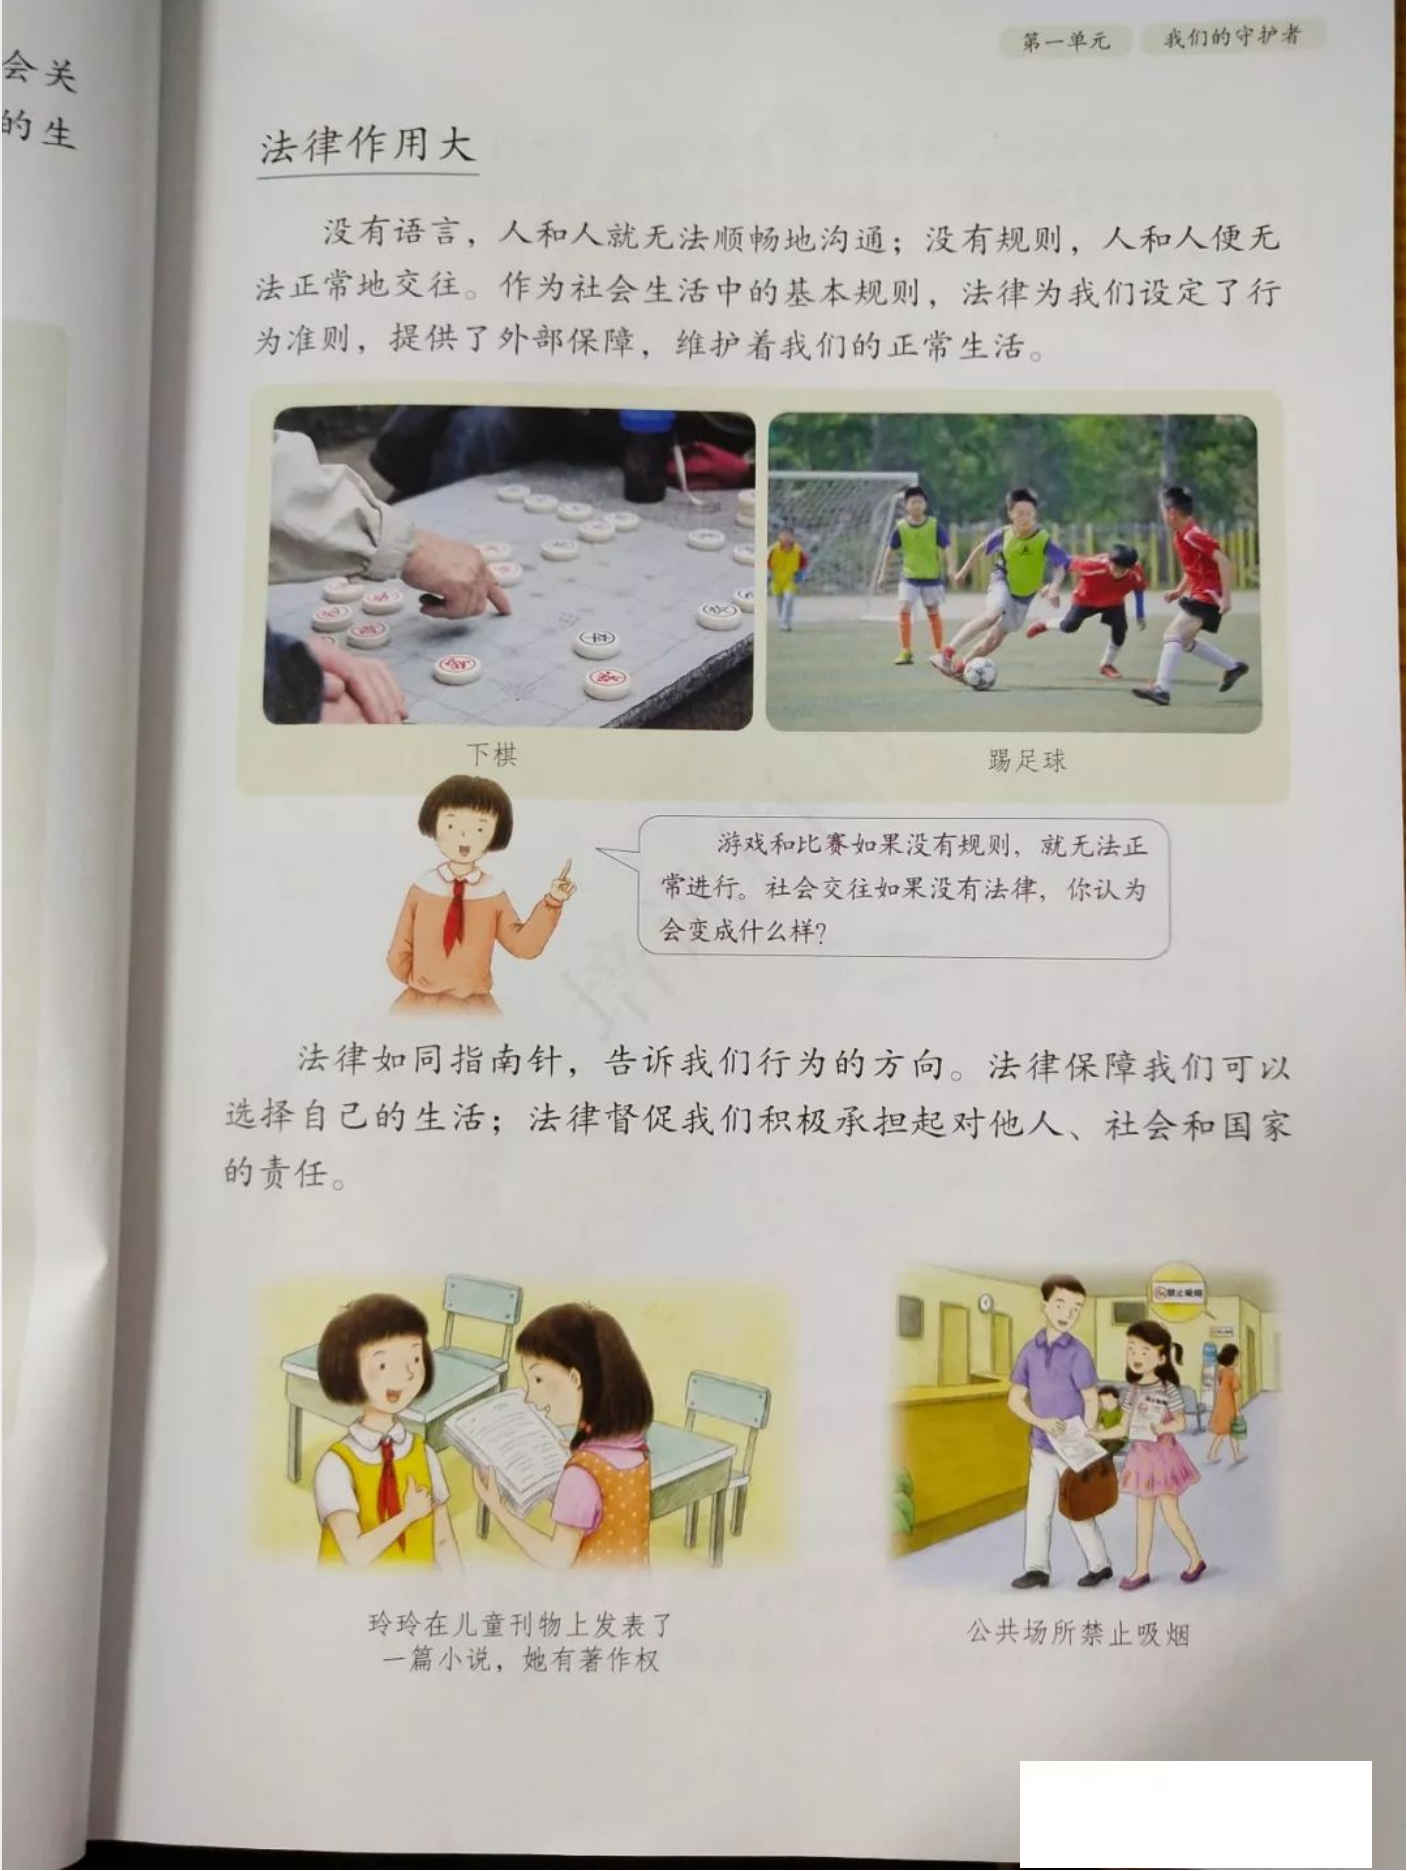 会关
的生
第一单元 我们的守护者
法律作用大
没有语言，人和人就无法顺畅地沟通；没有规则，人和人便无
法正常地交往。作为社会生活中的基本规则，法律为我们设定了行
为准则，提供了外部保障，维护着我们的正常生活。
下棋
踢足球
游戏和比赛如果没有规则，就无法正
常进行。社会交往如果没有法律，你认为
会变成什么样？
法律如同指南针，告诉我们行为的方向。法律保障我们可以
选择自己的生活；法律督促我们积极承担起对他人、社会和国家
的责任。
禁止吸烟
玲玲在儿童刊物上发表了
一篇小说，她有著作权
公共场所禁止吸烟